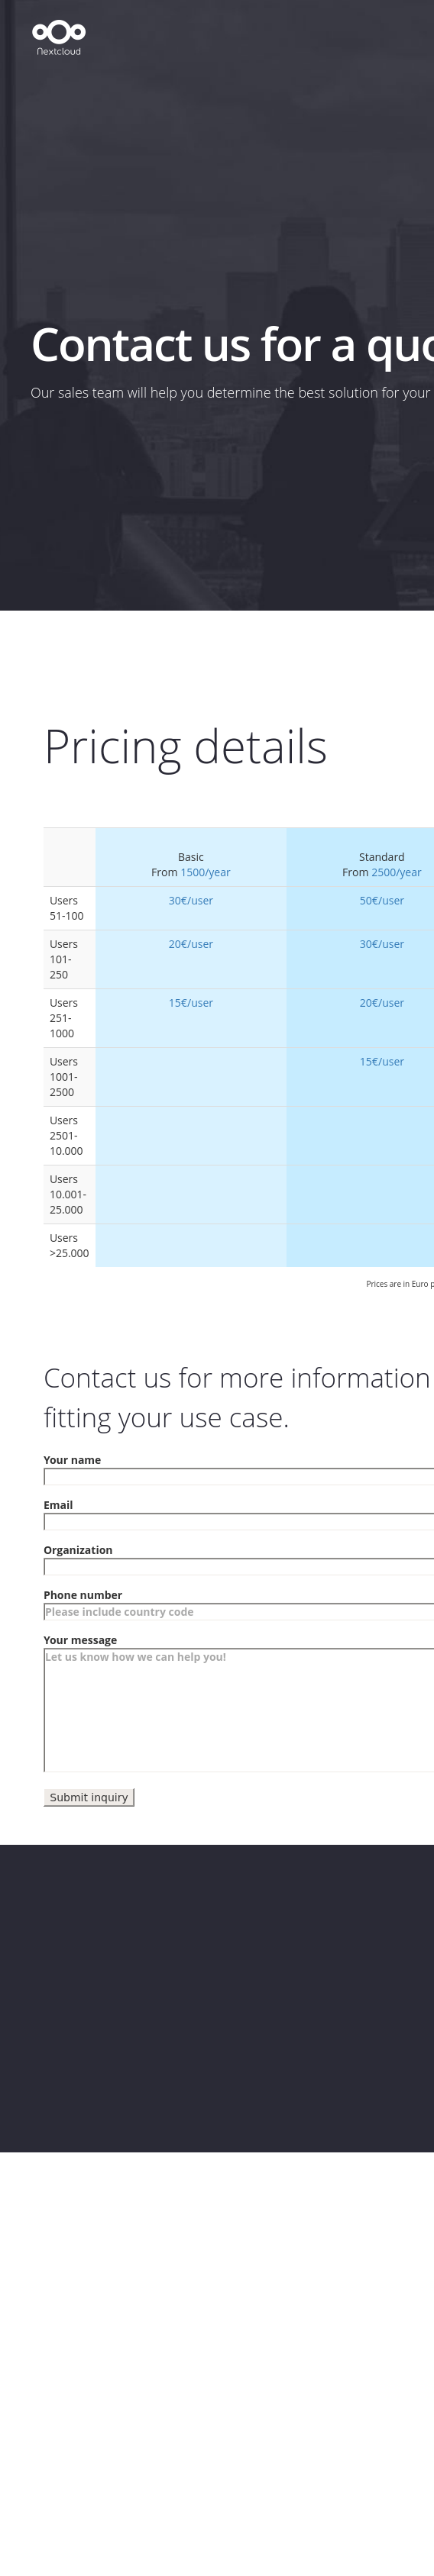 Nextcloud
Contact us for a
Our sales team will help you determine the best solution for your
Pricing details
Basic
From 1500/year
Standard
From 2500/year
Users
51-100
30€/user
50€/user
Users
101-
250
20€/user
30€/user
Users
251-
1000
15€/user
20€/user
Users
1001-
2500
15€/user
Users
2501-
10.000
Users
10.001-
25.000
Users
>25.000
Prices are in Euro
Contact us for more information
fitting your use case.
Your name
Email
Organization
Phone number
Please include country code
Your message
Let us know how we can help you!
Submit inquiry